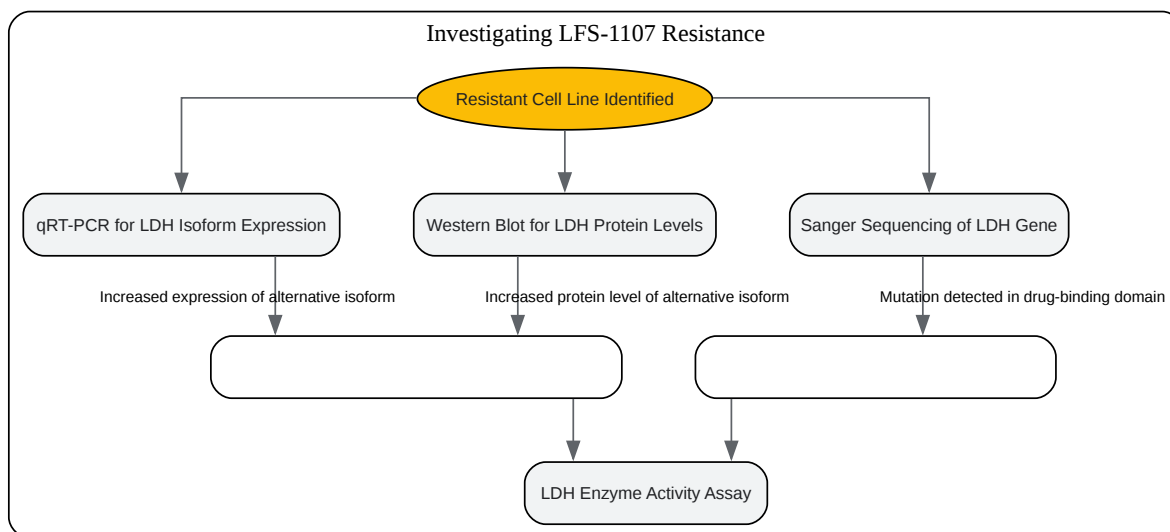 Investigating LFS-1107 Resistance
Resistant Cell Line Identified
qRT-PCR for LDH Isoform Expression
Western Blot for LDH Protein Levels
Sanger Sequencing of LDH Gene
Increased expression of alternative isoform
Increased protein level of alternative isoform
Mutation detected in drug-binding domain
LDH Enzyme Activity Assay